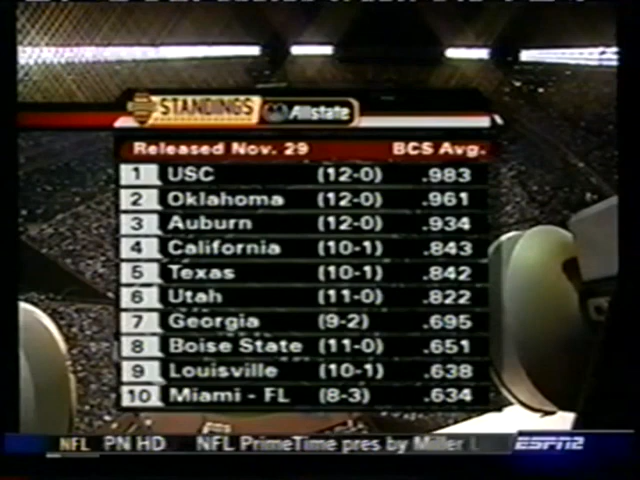 STANDINGS Allstate
Released Nov. 29 BCS Avg.
1 USC (12-0) .983
2 Oklahoma (12-0) .961
3 Auburn (12-0) .934
4 California (10-1) .843
5 Texas (10-1) .842
6 Utah (11-0) .822
7 Georgia (9-2) .695
8 Boise State (11-0) .651
9 Louisville (10-1) .638
10 Miami - FL (8-3) .634
NFL PN HD NFL PrimeTime pres by Miller ESPN2